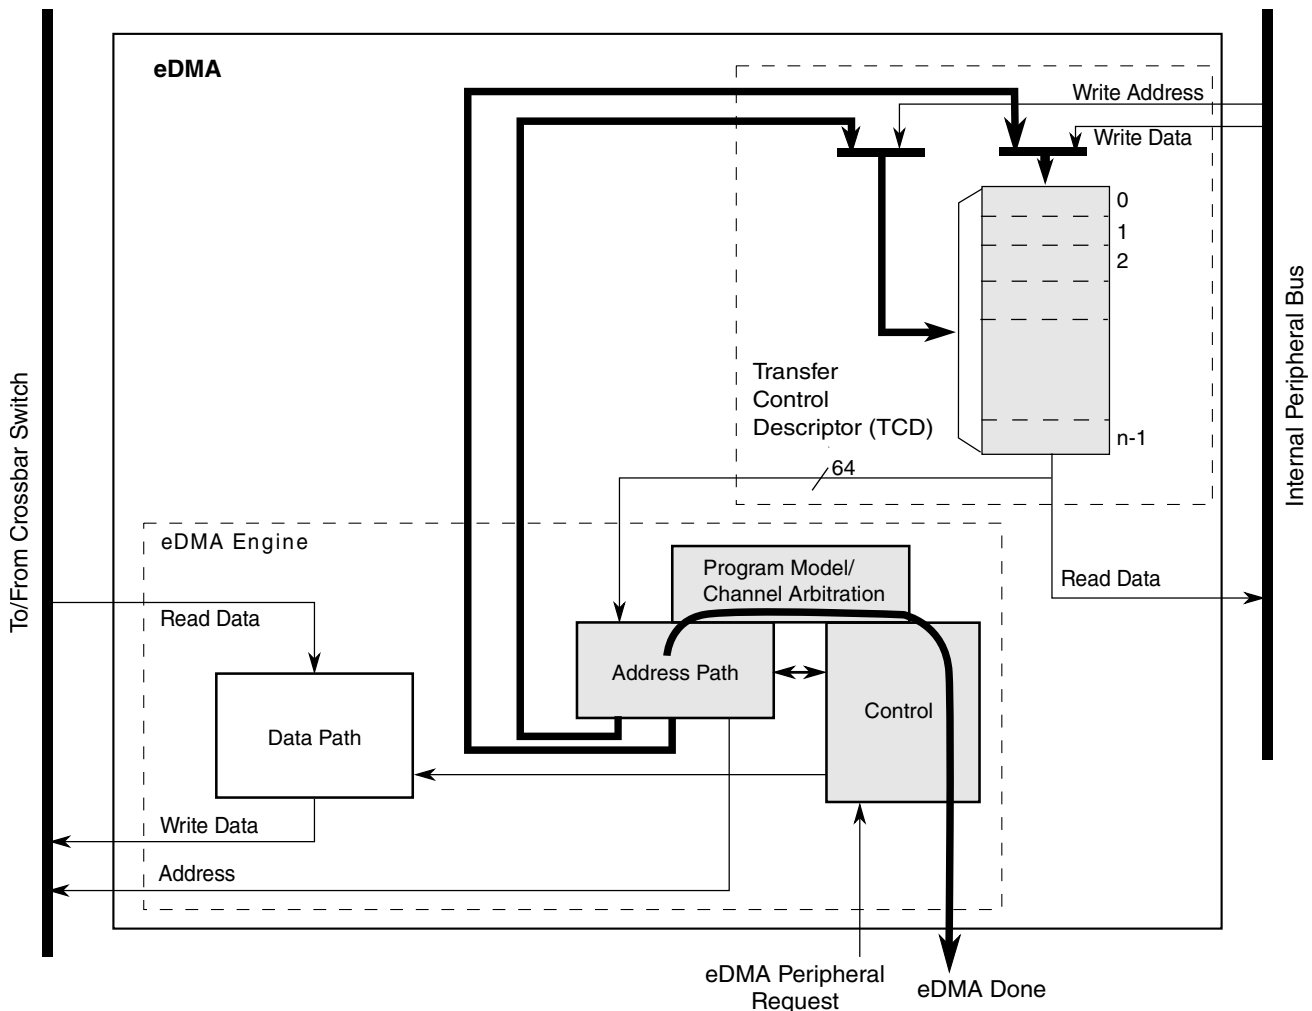 eDMA
Write Address
Write Data
0
1
2
Transfer
Control
Descriptor (TCD)
n-1
64
To/From Crossbar Switch
Internal Peripheral Bus
eDMA Engine
Program Model/
Channel Arbitration
Read Data
Read Data
Address Path
Control
Data Path
Write Data
Address
eDMA Peripheral
Request
eDMA Done